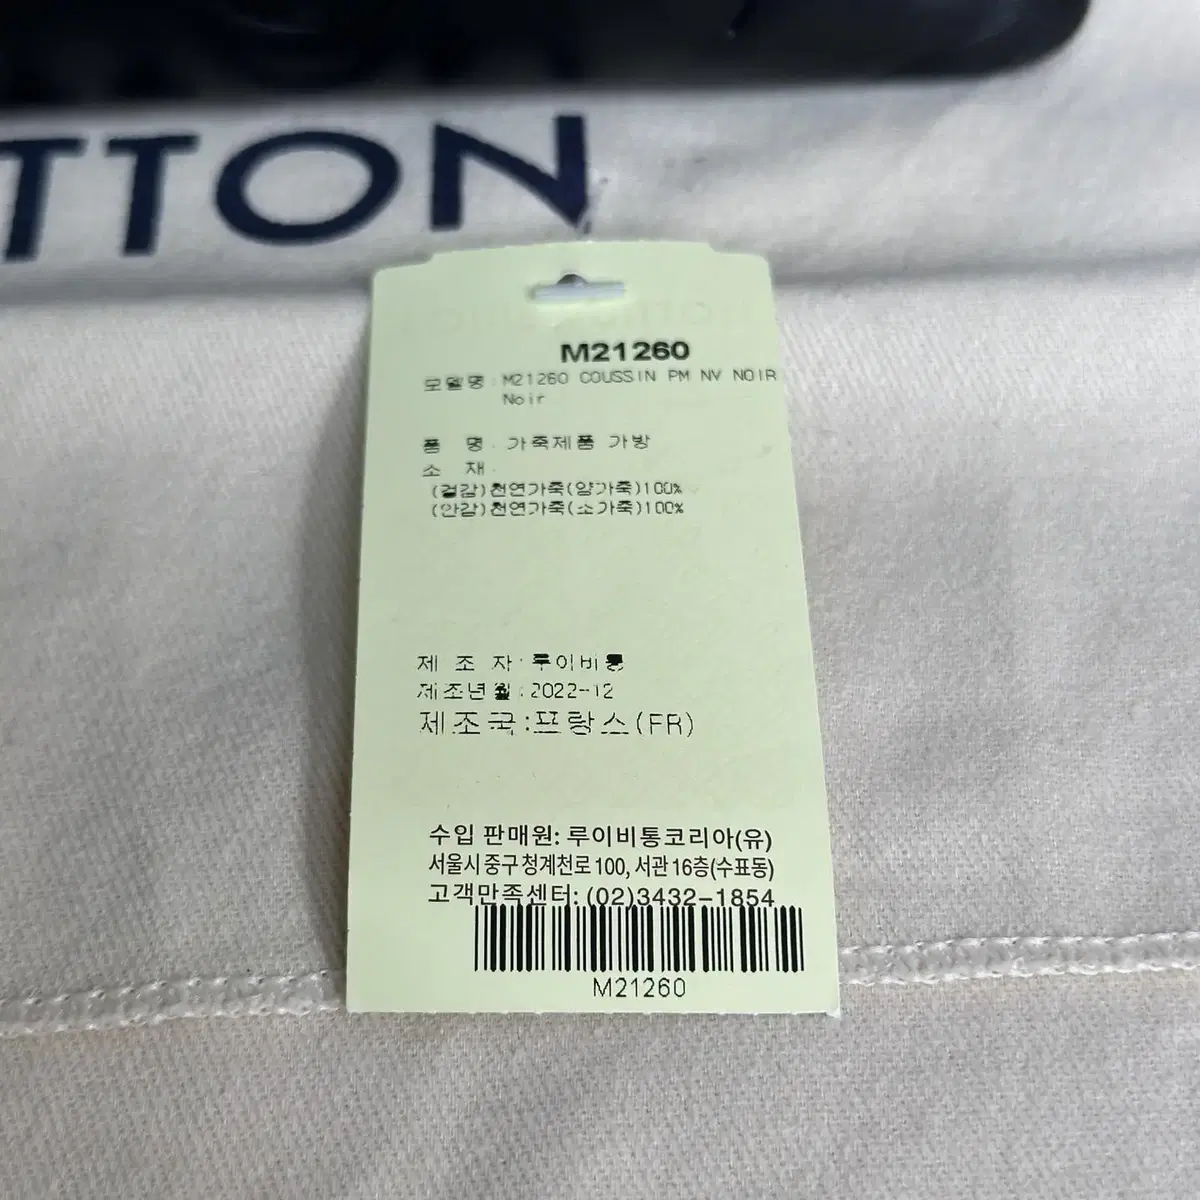 TTON
M21260
모델명 : M21260 COUSSIN PM NV NOIR
Noir
품 명 : 가죽제품 가방
소 재 :
(겉감)천연가죽(양가죽)100%
(안감)천연가죽(소가죽)100%
제 조 자 : 루이비통
제조년월 : 2022-12
제조국 : 프랑스(FR)
수입 판매원: 루이비통코리아(유)
서울시 중구 청계천로 100, 서관 16층(수표동)
고객만족센터: (02)3432-1854
M21260